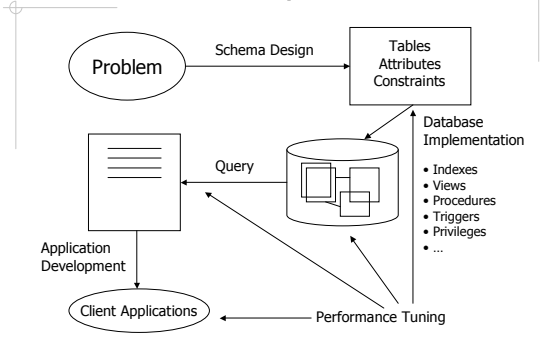 Problem
Schema Design
Tables
Attributes
Constraints
Database
Implementation
• Indexes
• Views
• Procedures
• Triggers
• Privileges
• ...
Query
Application
Development
Client Applications
Performance Tuning